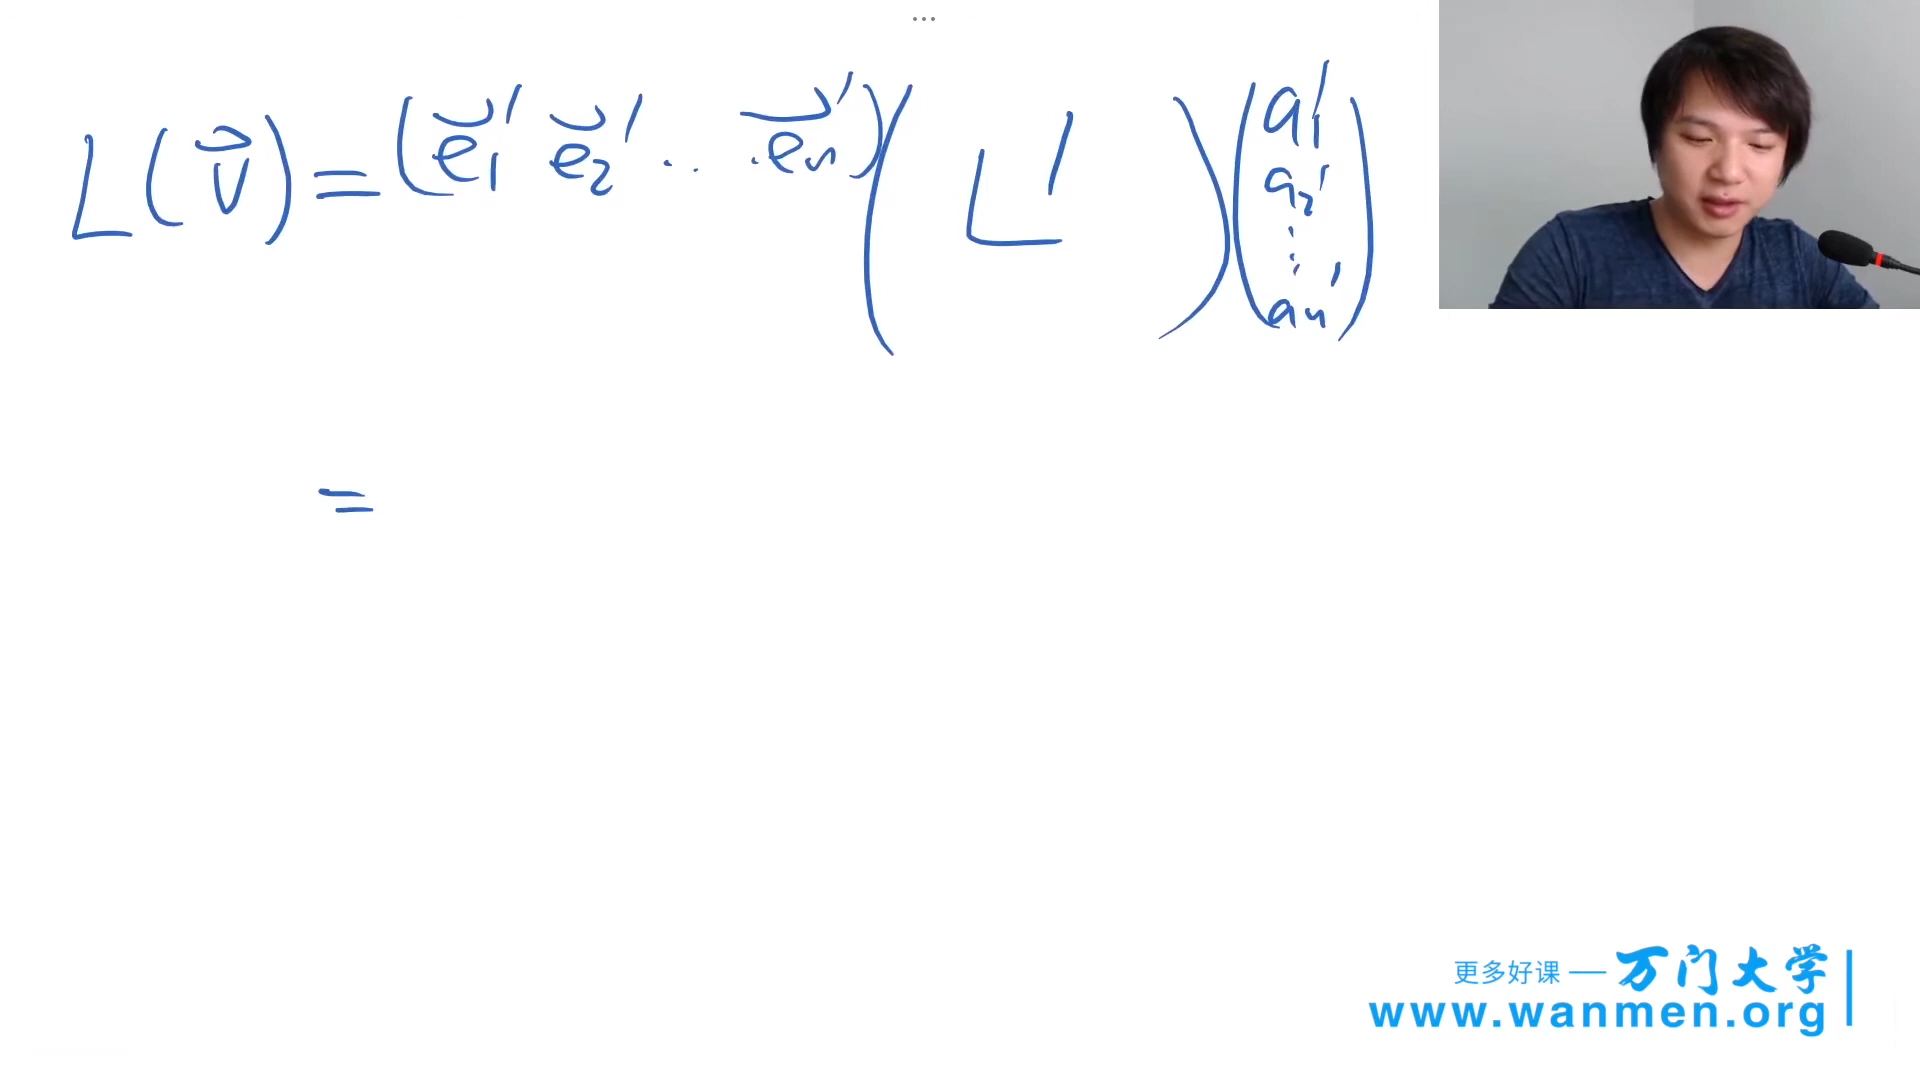 ...
L(v⃗) = (e⃗₁′ e⃗₂′ ... e⃗ₙ′)(L′)(a₁′ a₂′ ⋮ aₙ′)
=
更多好课 — 万门大学
www.wanmen.org